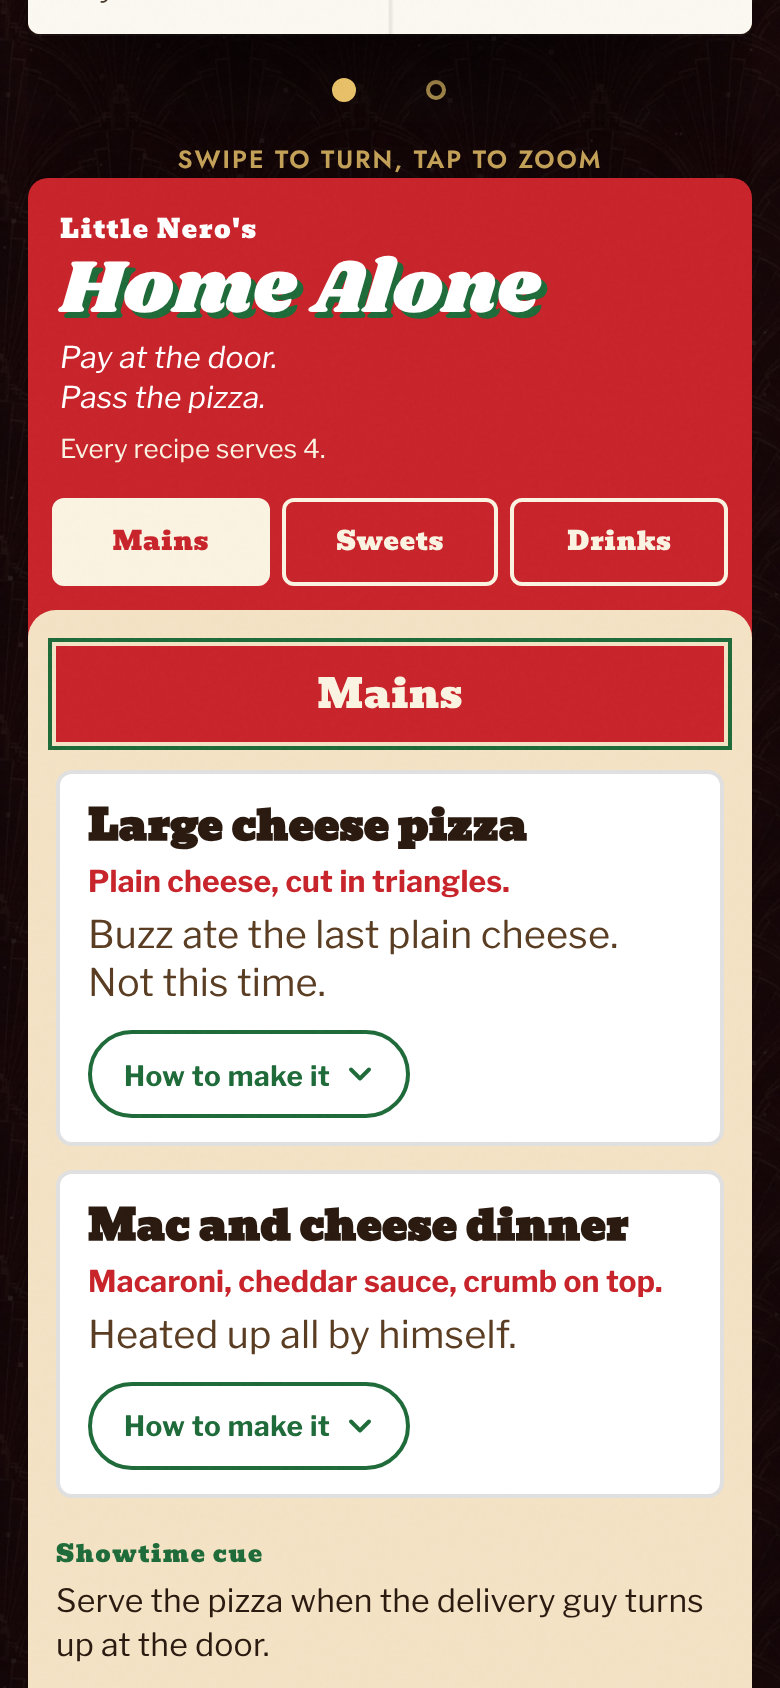 SWIPE TO TURN, TAP TO ZOOM
Little Nero's
Home Alone
Pay at the door.
Pass the pizza.
Every recipe serves 4.
Mains
Sweets
Drinks
Mains
Large cheese pizza
Plain cheese, cut in triangles.
Buzz ate the last plain cheese.
Not this time.
How to make it
Mac and cheese dinner
Macaroni, cheddar sauce, crumb on top.
Heated up all by himself.
How to make it
Showtime cue
Serve the pizza when the delivery guy turns
up at the door.